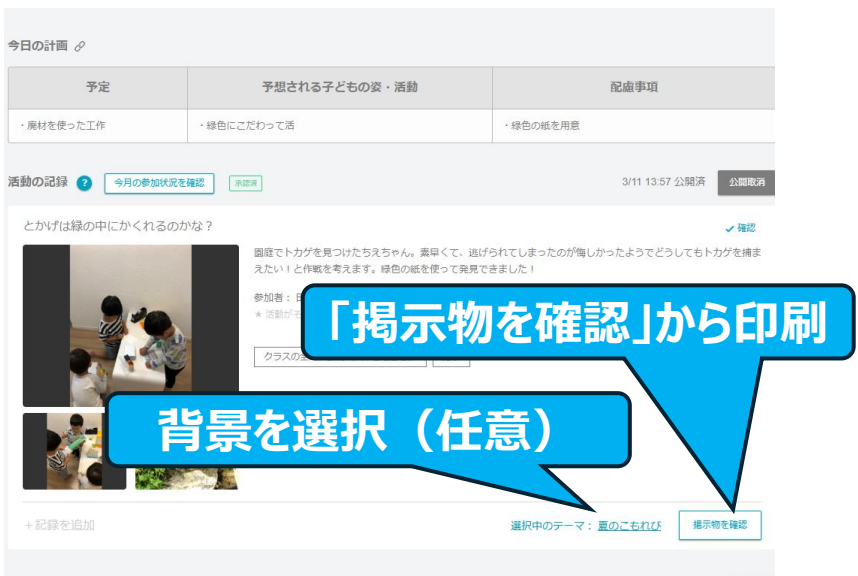 今日の計画
予定 予想される子どもの姿・活動 配慮事項
・廃材を使った工作 ・緑色にこだわって活 ・緑色の紙を用意
活動の記録 ? 今月の参加状況を確認 承認済 3/11 13:57 公開済 公開取消
とかげは緑の中にかくれるのかな？ 確認
園庭でトカゲを見つけたちえちゃん。素早くて、逃げられてしまったのが悔しかったようでどうしてもトカゲを捕ま
えたい！と作戦を考えます。緑色の紙を使って発見できました！
参加者：
★ 活動が
「掲示物を確認」から印刷
クラスの
背景を選択（任意）
+記録を追加 選択中のテーマ： 夏のこもれび 掲示物を確認